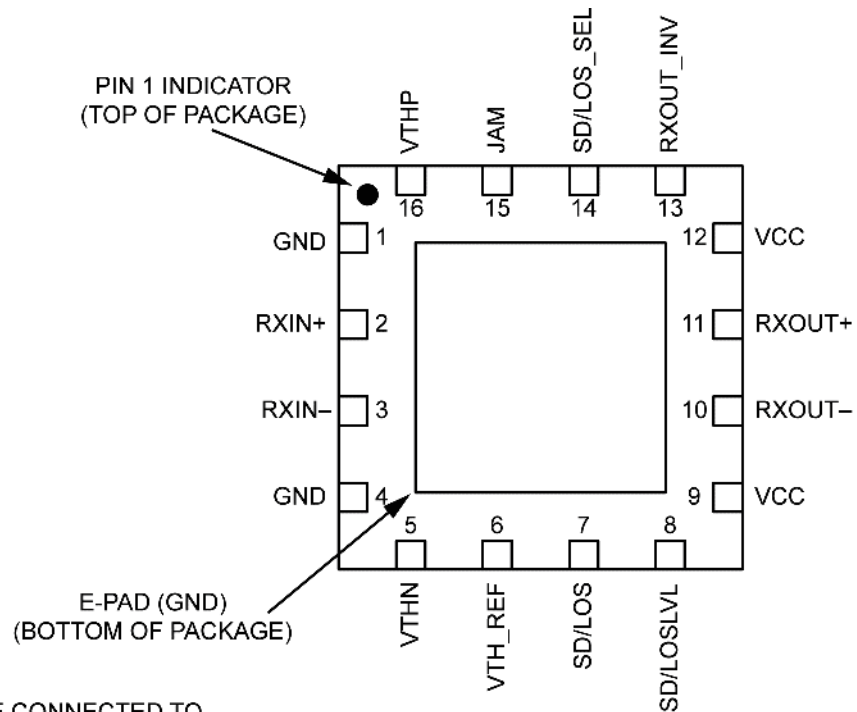 PIN 1 INDICATOR
(TOP OF PACKAGE)
VTHP
JAM
SD/LOS_SEL
RXOUT_INV
16
15
14
13
GND 1
12 VCC
RXIN+ 2
11 RXOUT+
RXIN– 3
10 RXOUT–
GND 4
9 VCC
5
6
7
8
E-PAD (GND)
(BOTTOM OF PACKAGE)
VTHN
VTH_REF
SD/LOS
SD/LOSLVL
CONNECTED TO